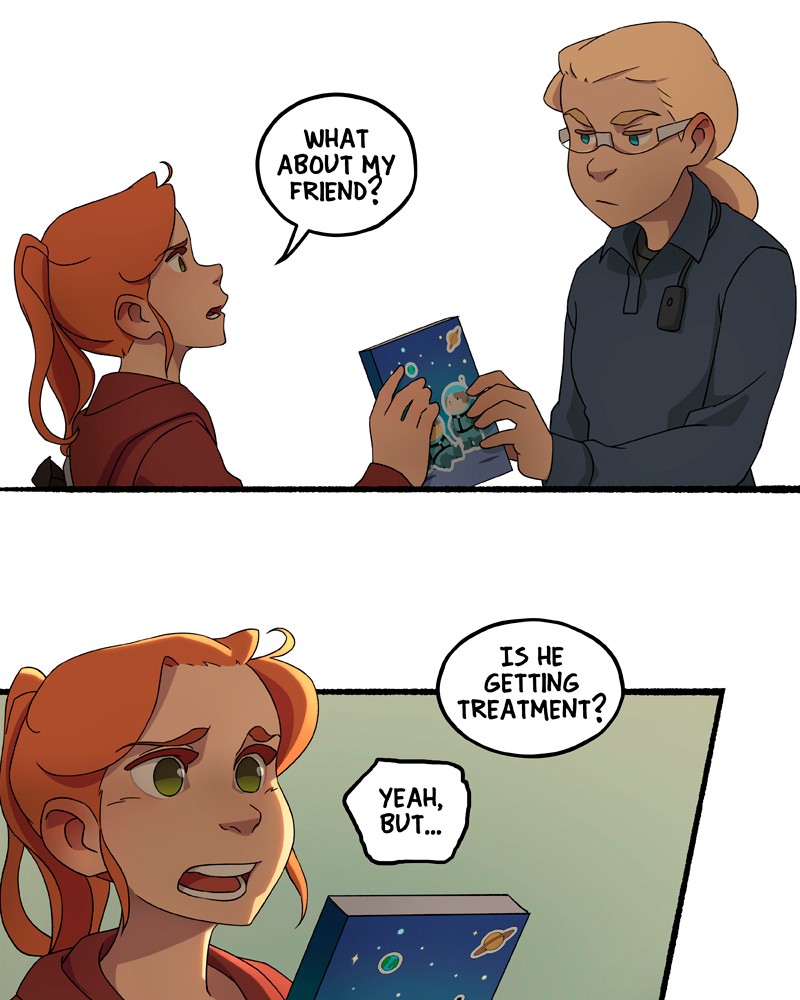 WHAT
ABOUT MY
FRIEND?
IS HE
GETTING
TREATMENT?
YEAH,
BUT...